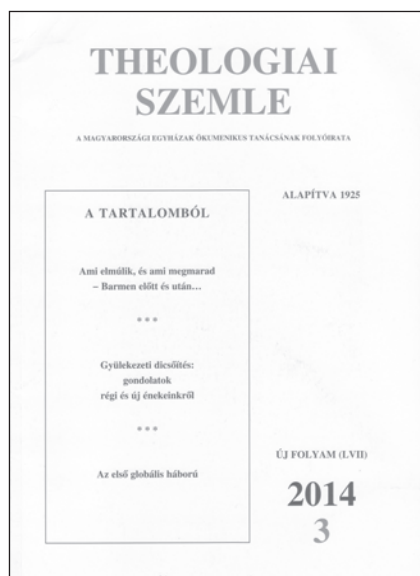 THEOLOGIAI
SZEMLE
A MAGYARORSZÁGI EGYHÁZAK ÖKUMENIKUS TANÁCSÁNAK FOLYÓIRATA
A TARTALOMBÓL
Ami elmúlik, és ami megmarad
– Barmen előtt és után...
***
Gyülekezeti dicsőítés:
gondolatok
régi és új énekeinkről
***
Az első globális háború
ALAPÍTVA 1925
ÚJ FOLYAM (LVII)
2014
3